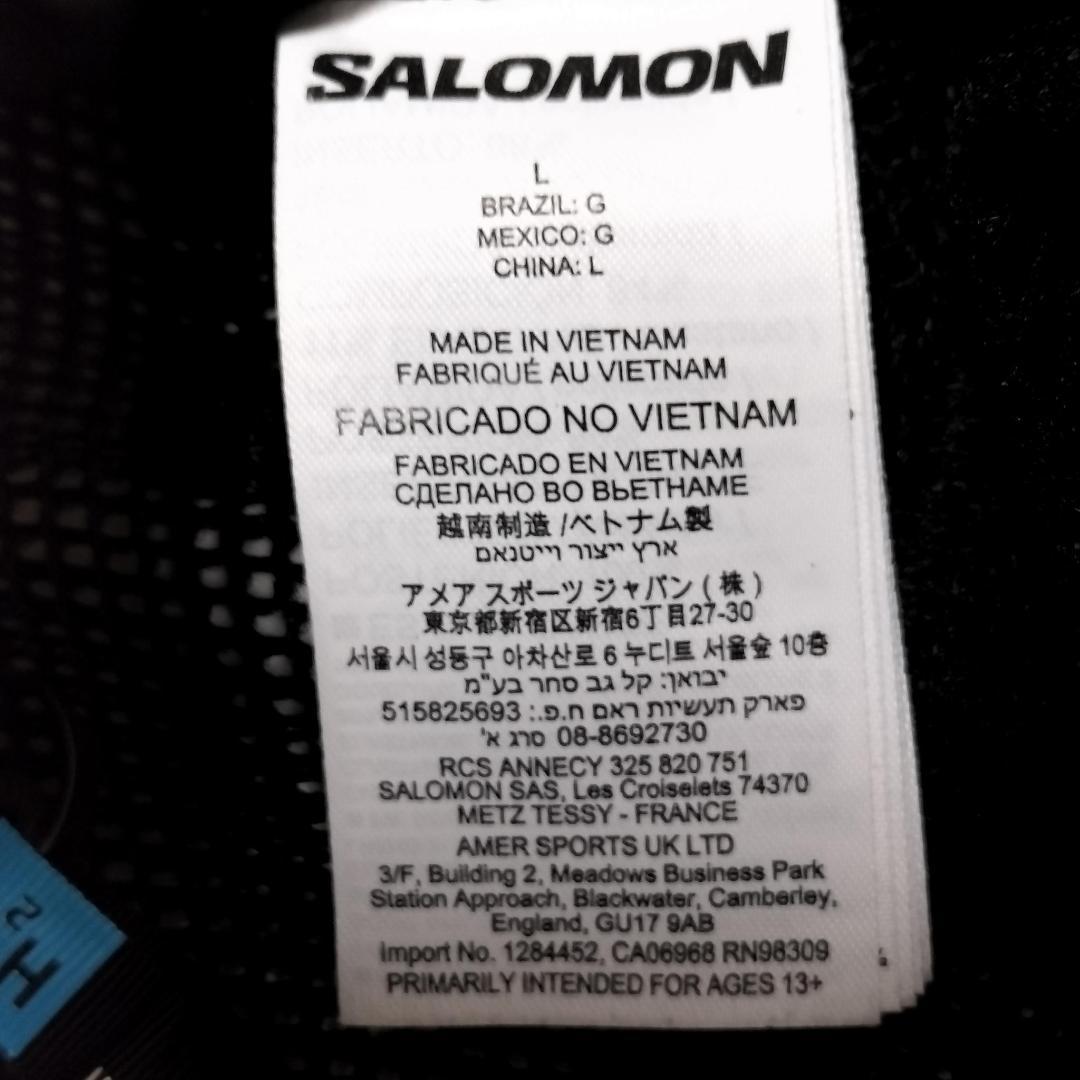 SALOMON
L
BRAZIL: G
MEXICO: G
CHINA: L
MADE IN VIETNAM
FABRIQUÉ AU VIETNAM
FABRICADO NO VIETNAM
FABRICADO EN VIETNAM
СДЕЛАНО ВО ВЬЕТНАМЕ
越南制造 /ベトナム製
ארץ ייצור וייטנאם
アメア スポーツ ジャパン ( 株 )
東京都新宿区新宿6丁目27-30
서울시 성동구 아차산로 6 누디트 서울숲 10층
יבואן: קל גב סחר בע"מ
פארק תעשיות ראם ח.פ.: 515825693
סרג א' 08-8692730
RCS ANNECY 325 820 751
SALOMON SAS, Les Croiselets 74370
METZ TESSY - FRANCE
AMER SPORTS UK LTD
3/F, Building 2, Meadows Business Park
Station Approach, Blackwater, Camberley,
England, GU17 9AB
Import No. 1284452, CA06968 RN98309
PRIMARILY INTENDED FOR AGES 13+
H